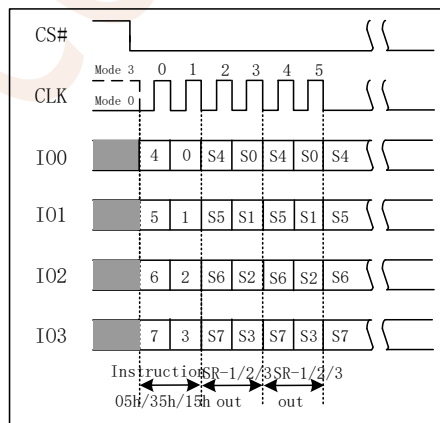 CS#
Mode 3 0 1 2 3 4 5
CLK
Mode 0
IO0 4 0 S4 S0 S4 S0 S4
IO1 5 1 S5 S1 S5 S1 S5
IO2 6 2 S6 S2 S6 S2 S6
IO3 7 3 S7 S3 S7 S3 S7
Instruction SR-1/2/3 SR-1/2/3
05h/35h/15h out out